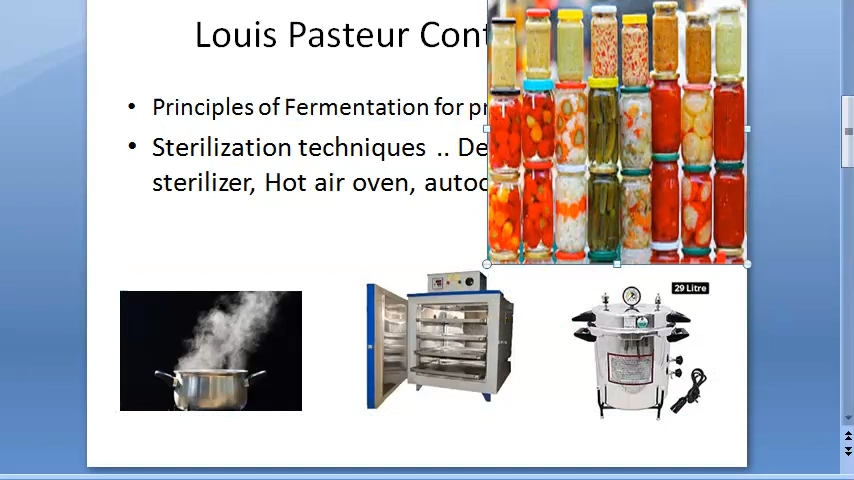 Louis Pasteur Cont
• Principles of Fermentation for pr
• Sterilization techniques .. De
sterilizer, Hot air oven, autoc
29 Litre